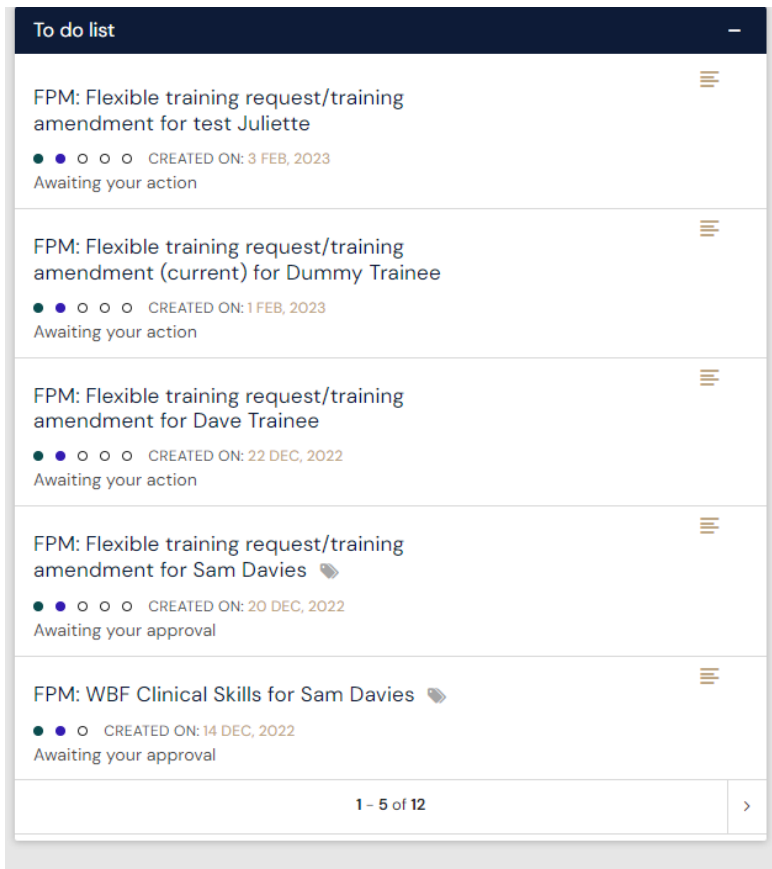 To do list
FPM: Flexible training request/training
amendment for test Juliette
CREATED ON: 3 FEB, 2023
Awaiting your action
FPM: Flexible training request/training
amendment (current) for Dummy Trainee
CREATED ON: 1 FEB, 2023
Awaiting your action
FPM: Flexible training request/training
amendment for Dave Trainee
CREATED ON: 22 DEC, 2022
Awaiting your action
FPM: Flexible training request/training
amendment for Sam Davies
CREATED ON: 20 DEC, 2022
Awaiting your approval
FPM: WBF Clinical Skills for Sam Davies
CREATED ON: 14 DEC, 2022
Awaiting your approval
1 - 5 of 12